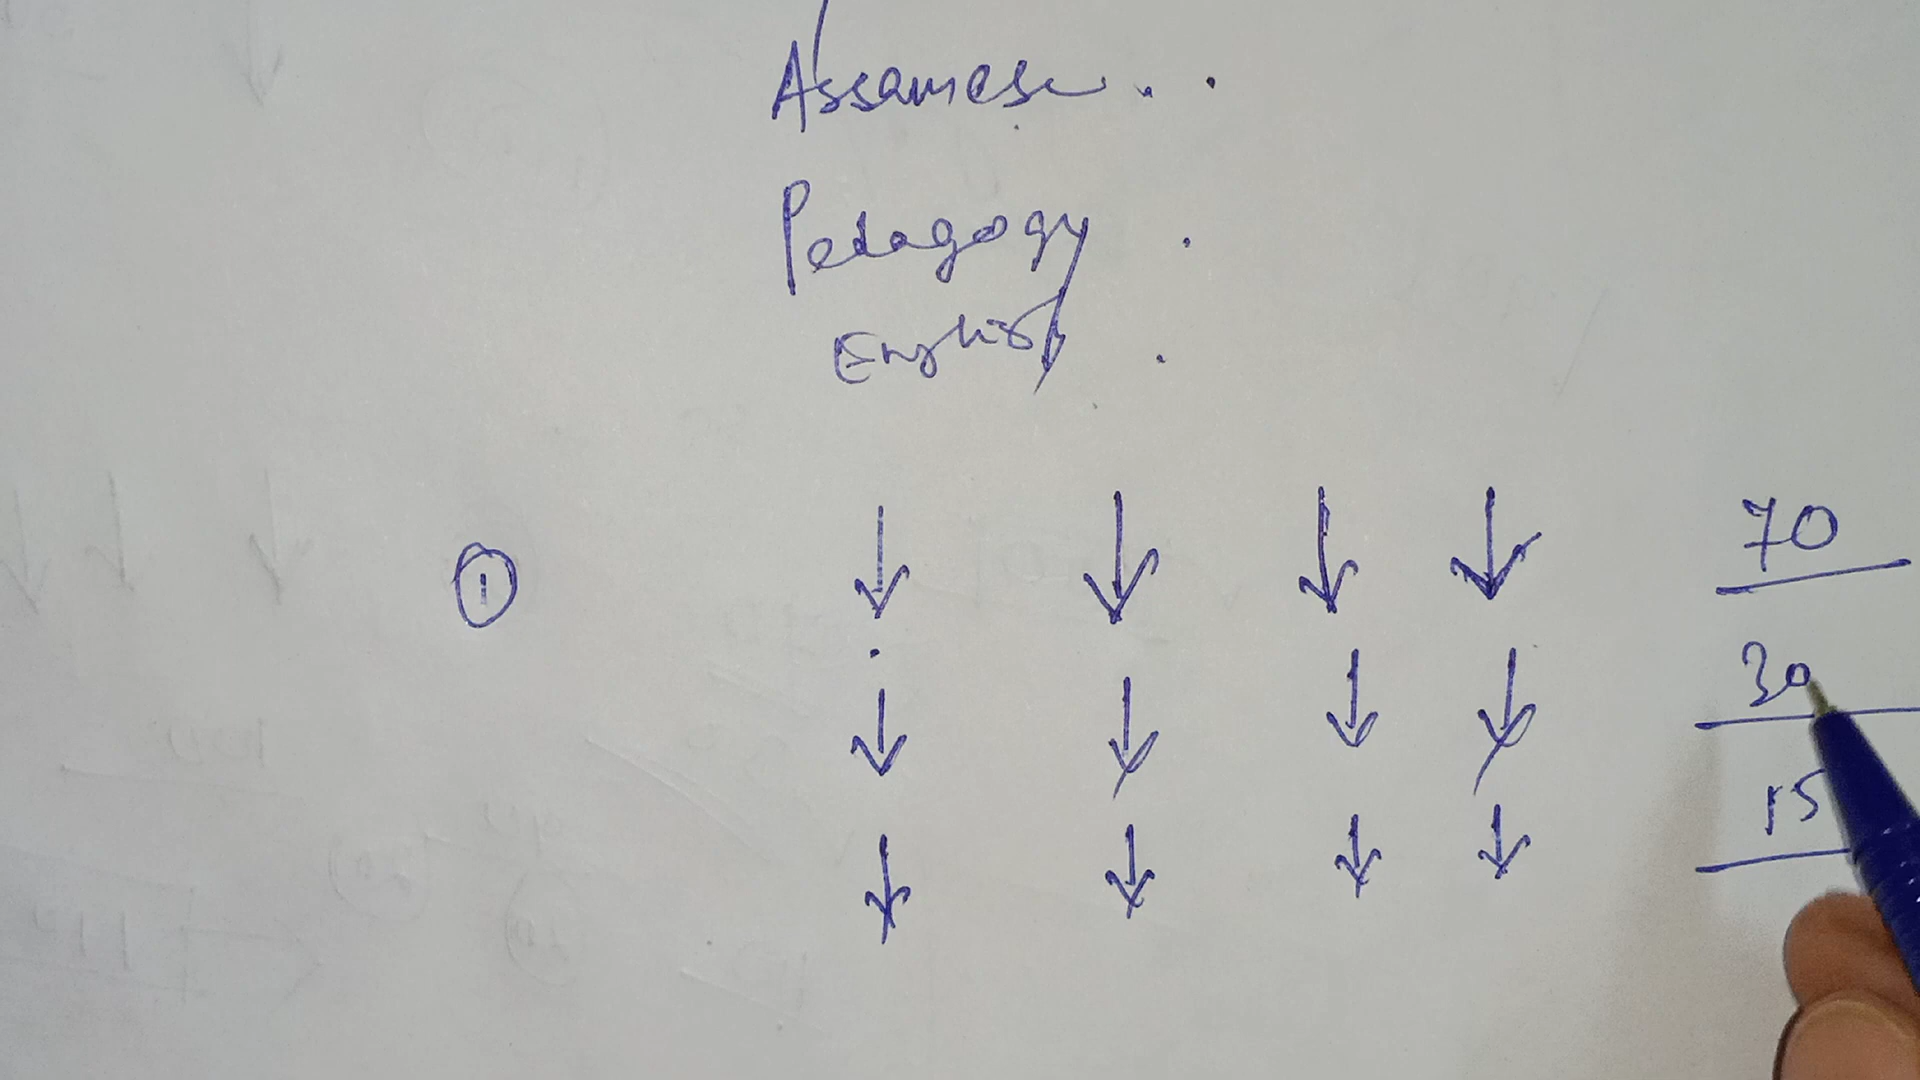 Assamese..
Pedagogy.
English.
① ↓ ↓ ↓ ↓ 70
↓ ↓ ↓ ↓ 30
↓ ↓ ↓ ↓ 15